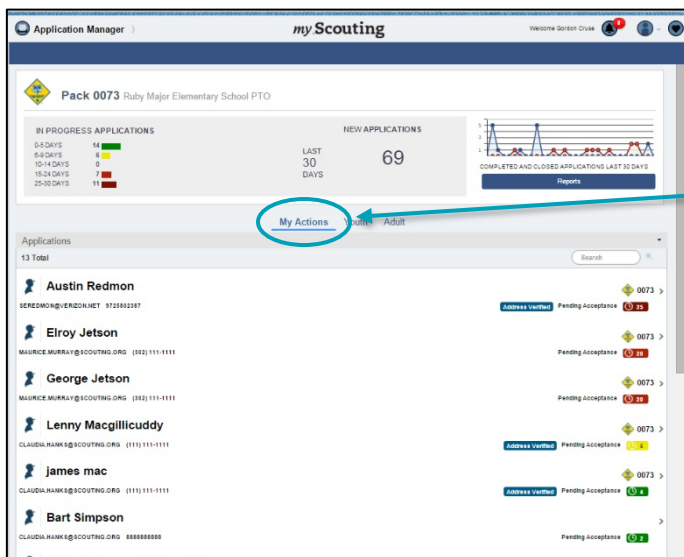 Application Manager
my.Scouting
Welcome Gordon Cruse
Pack 0073 Ruby Major Elementary School PTO
IN PROGRESS APPLICATIONS
0-5 DAYS 14
6-9 DAYS 6
10-14 DAYS 0
15-24 DAYS 7
25-30 DAYS 11
NEW APPLICATIONS
LAST
30
DAYS
69
COMPLETED AND CLOSED APPLICATIONS LAST 30 DAYS
Reports
My Actions Youth Adult
Applications
13 Total
Search
Austin Redmon
0073
SEREDMON@VERIZON.NET 9725802387
Address Verified Pending Acceptance 25
Elroy Jetson
0073
MAURICE.MURRAY@SCOUTING.ORG (302) 111-1111
Pending Acceptance 20
George Jetson
0073
MAURICE.MURRAY@SCOUTING.ORG (302) 111-1111
Pending Acceptance 20
Lenny Macgillicuddy
0073
CLAUDIA.HANKS@SCOUTING.ORG (111) 111-1111
Address Verified Pending Acceptance
james mac
0073
CLAUDIA.HANKS@SCOUTING.ORG (111) 111-1111
Address Verified Pending Acceptance 4
Bart Simpson
CLAUDIA.HANKS@SCOUTING.ORG 8888888888
Pending Acceptance 2